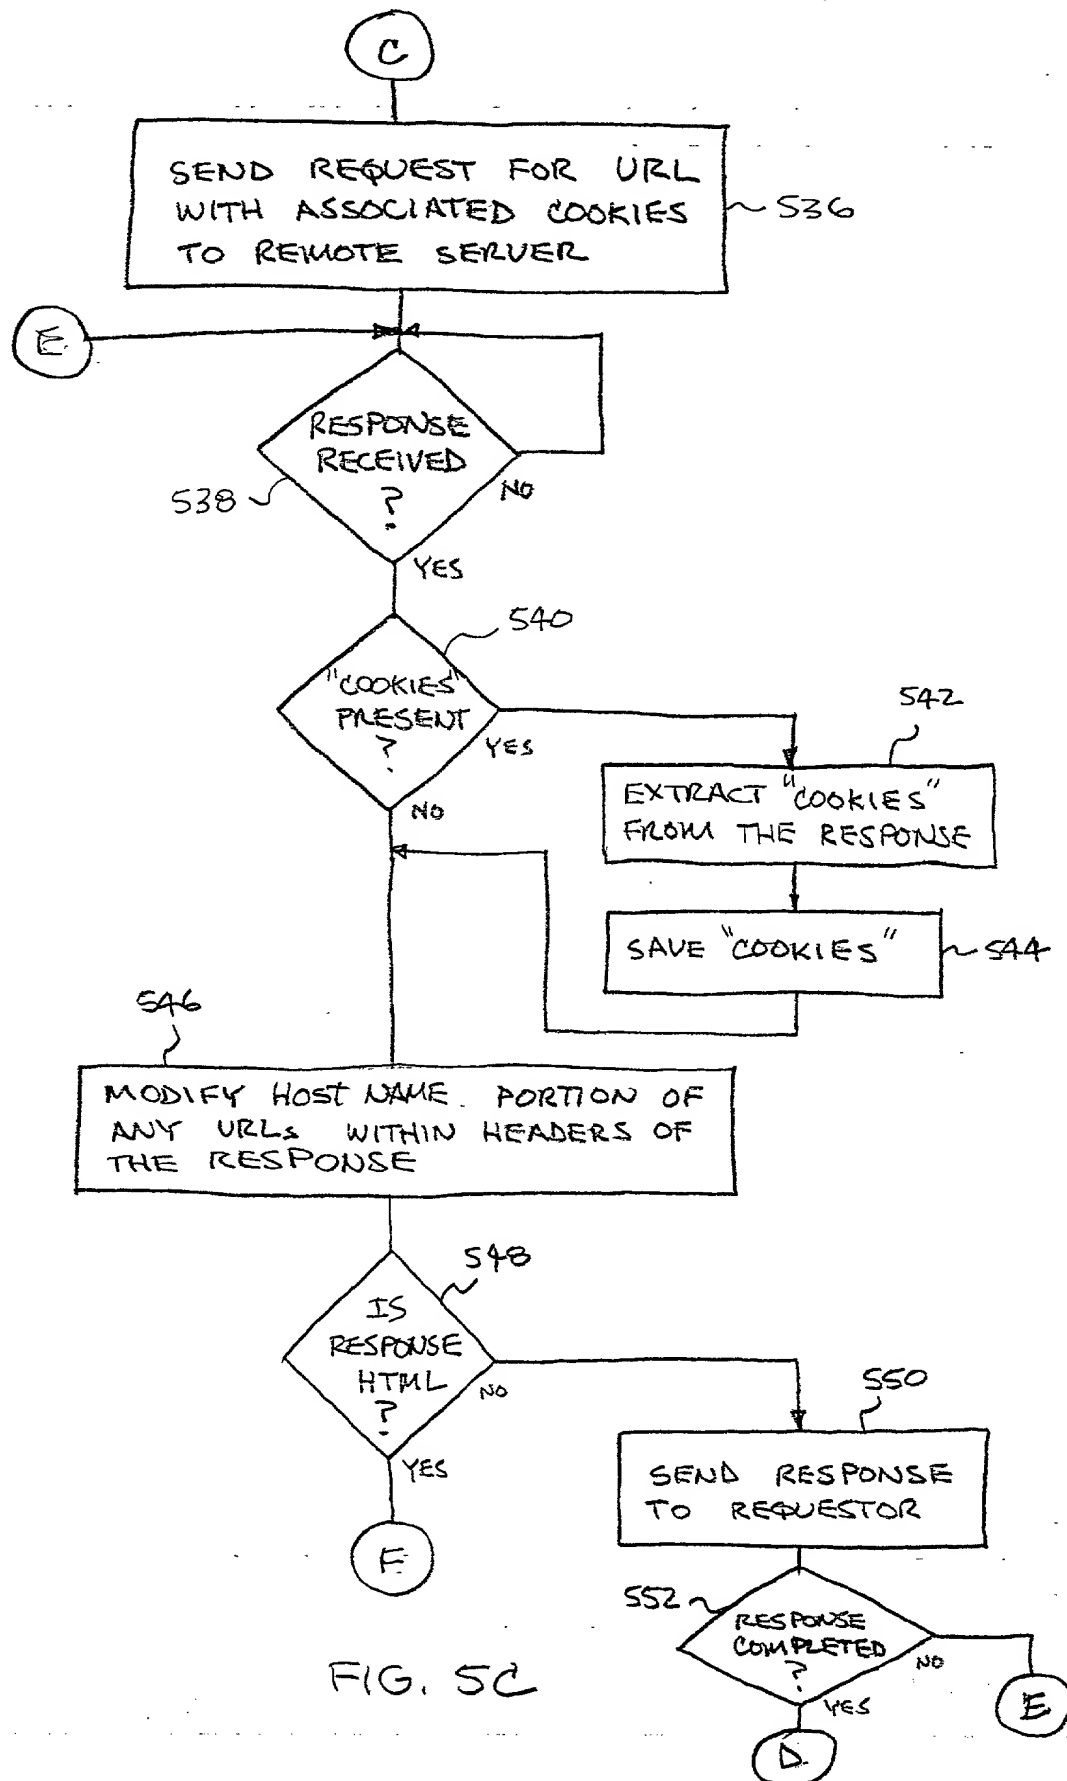 C
SEND REQUEST FOR URL
WITH ASSOCIATED COOKIES
TO REMOTE SERVER
536
E
RESPONSE
RECEIVED
?
538
NO
YES
540
"COOKIES"
PRESENT
?
YES
NO
542
EXTRACT "COOKIES"
FROM THE RESPONSE
SAVE "COOKIES"
544
546
MODIFY HOST NAME PORTION OF
ANY URLs WITHIN HEADERS OF
THE RESPONSE
548
IS
RESPONSE
HTML
?
NO
YES
F
550
SEND RESPONSE
TO REQUESTOR
552
RESPONSE
COMPLETED
?
NO
YES
E
D
FIG. 5C